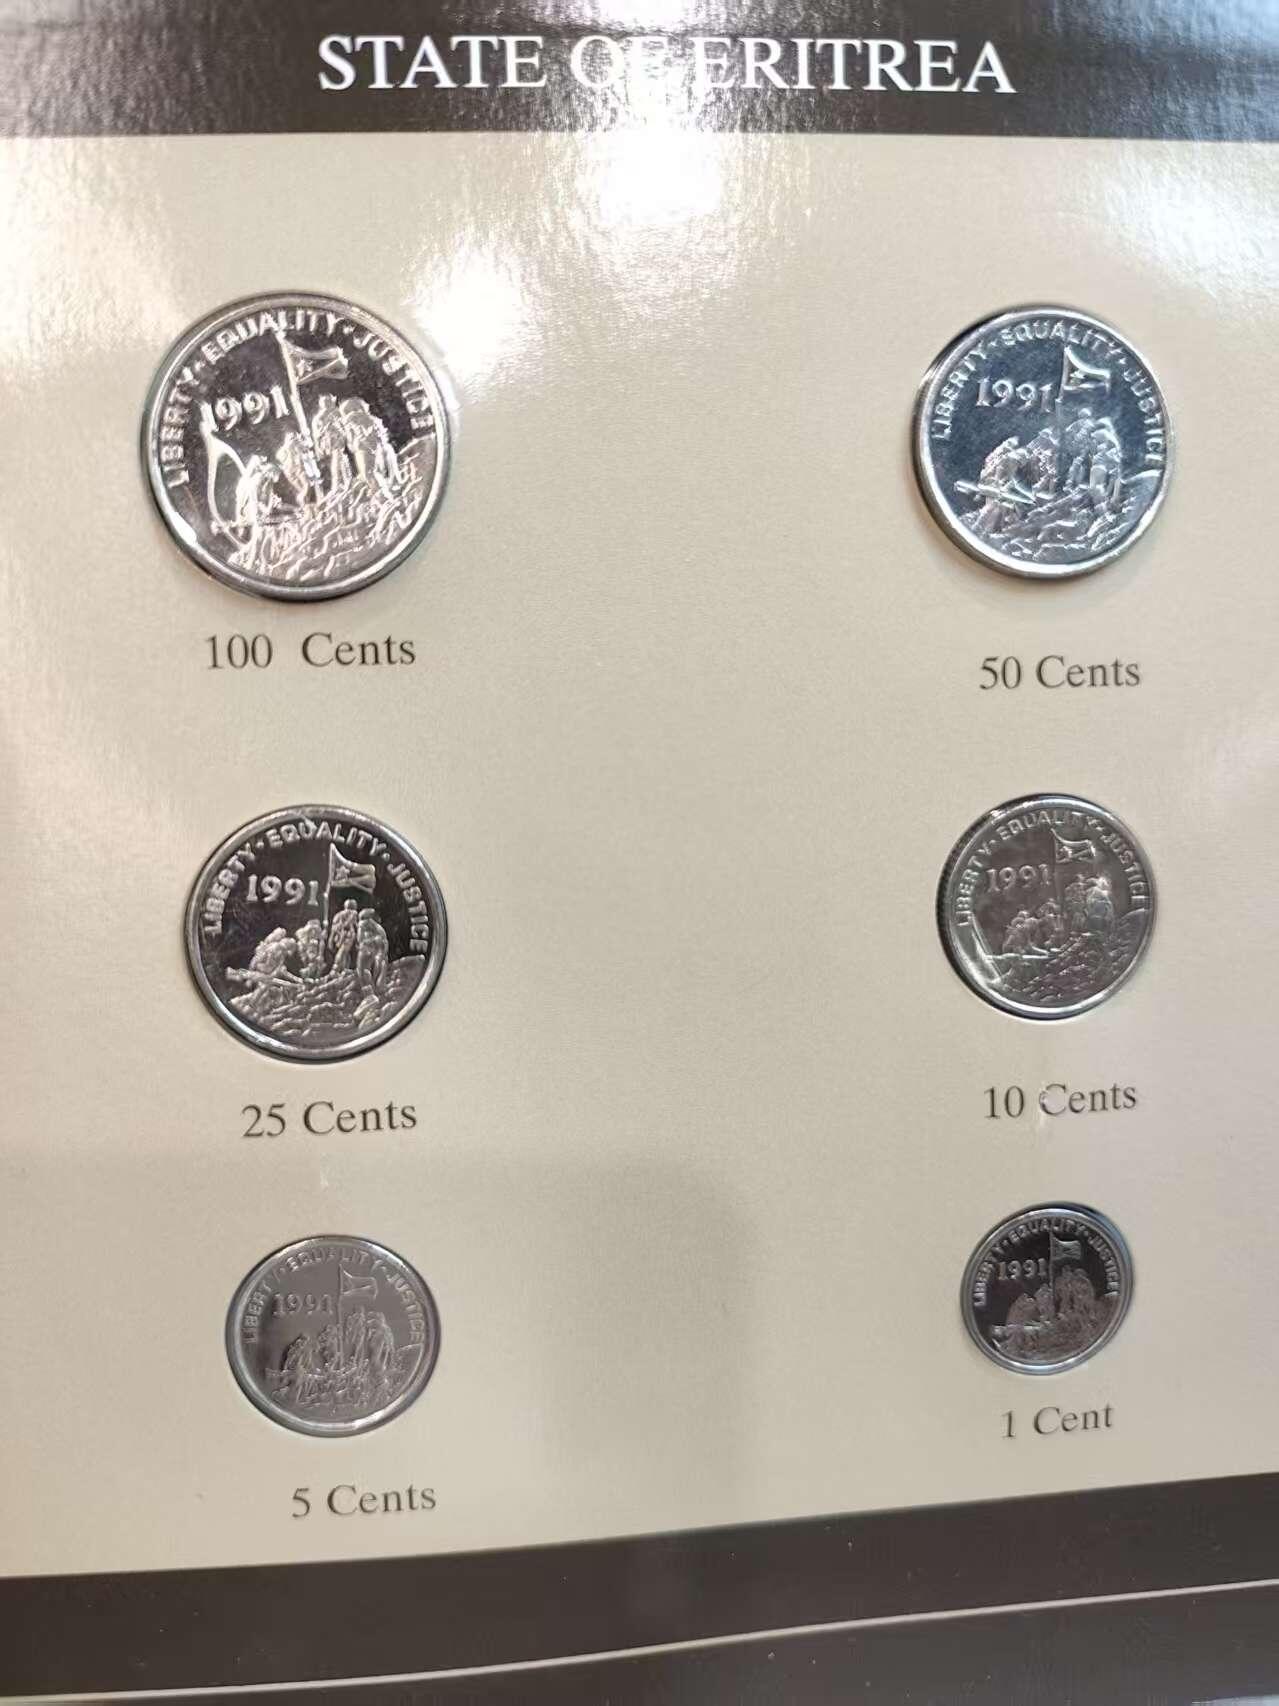 STATE OF ERITREA
LIBERTY · EQUALITY · JUSTICE
1991
100 Cents
LIBERTY · EQUALITY · JUSTICE
1991
50 Cents
LIBERTY · EQUALITY · JUSTICE
1991
25 Cents
LIBERTY · EQUALITY · JUSTICE
1991
10 Cents
LIBERTY · EQUALITY · JUSTICE
1991
5 Cents
LIBERTY · EQUALITY · JUSTICE
1991
1 Cent